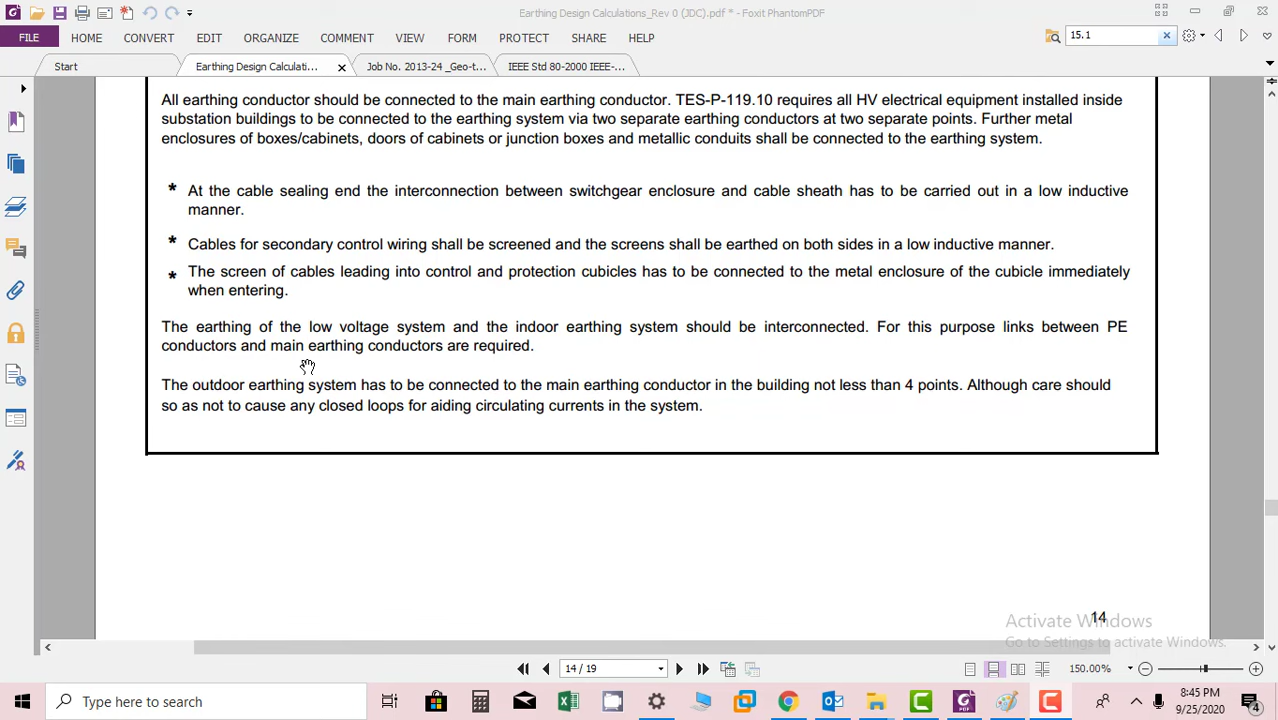 Earthing Design Calculations_Rev 0 (JDC).pdf * - Foxit PhantomPDF
FILE HOME CONVERT EDIT ORGANIZE COMMENT VIEW FORM PROTECT SHARE HELP 15.1
Start Earthing Design Calculati... Job No. 2013-24 _Geo-t... IEEE Std 80-2000 IEEE-...
All earthing conductor should be connected to the main earthing conductor. TES-P-119.10 requires all HV electrical equipment installed inside
substation buildings to be connected to the earthing system via two separate earthing conductors at two separate points. Further metal
enclosures of boxes/cabinets, doors of cabinets or junction boxes and metallic conduits shall be connected to the earthing system.
* At the cable sealing end the interconnection between switchgear enclosure and cable sheath has to be carried out in a low inductive
manner.
* Cables for secondary control wiring shall be screened and the screens shall be earthed on both sides in a low inductive manner.
* The screen of cables leading into control and protection cubicles has to be connected to the metal enclosure of the cubicle immediately
when entering.
The earthing of the low voltage system and the indoor earthing system should be interconnected. For this purpose links between PE
conductors and main earthing conductors are required.
The outdoor earthing system has to be connected to the main earthing conductor in the building not less than 4 points. Although care should
so as not to cause any closed loops for aiding circulating currents in the system.
14
Activate Windows
Go to Settings to activate Windows.
14 / 19 150.00%
Type here to search
8:45 PM
9/25/2020
4